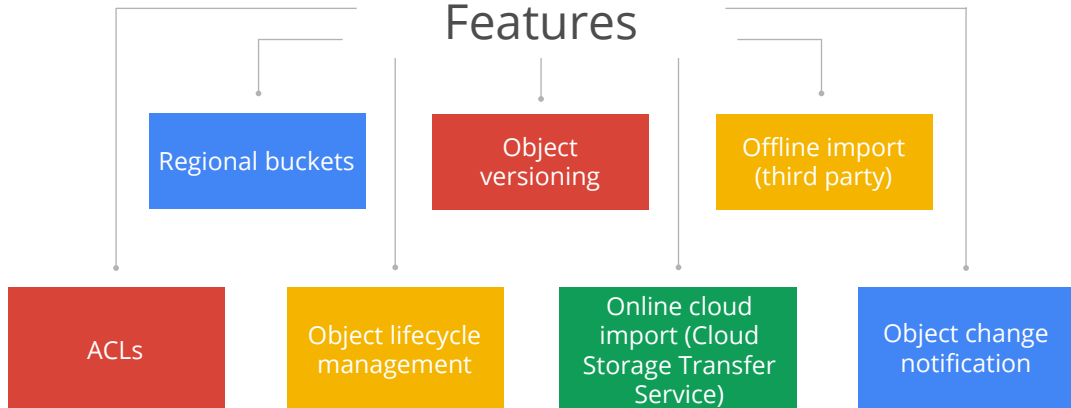 Features
Regional buckets
Object
versioning
Offline import
(third party)
ACLs
Object lifecycle
management
Online cloud
import (Cloud
Storage Transfer
Service)
Object change
notification